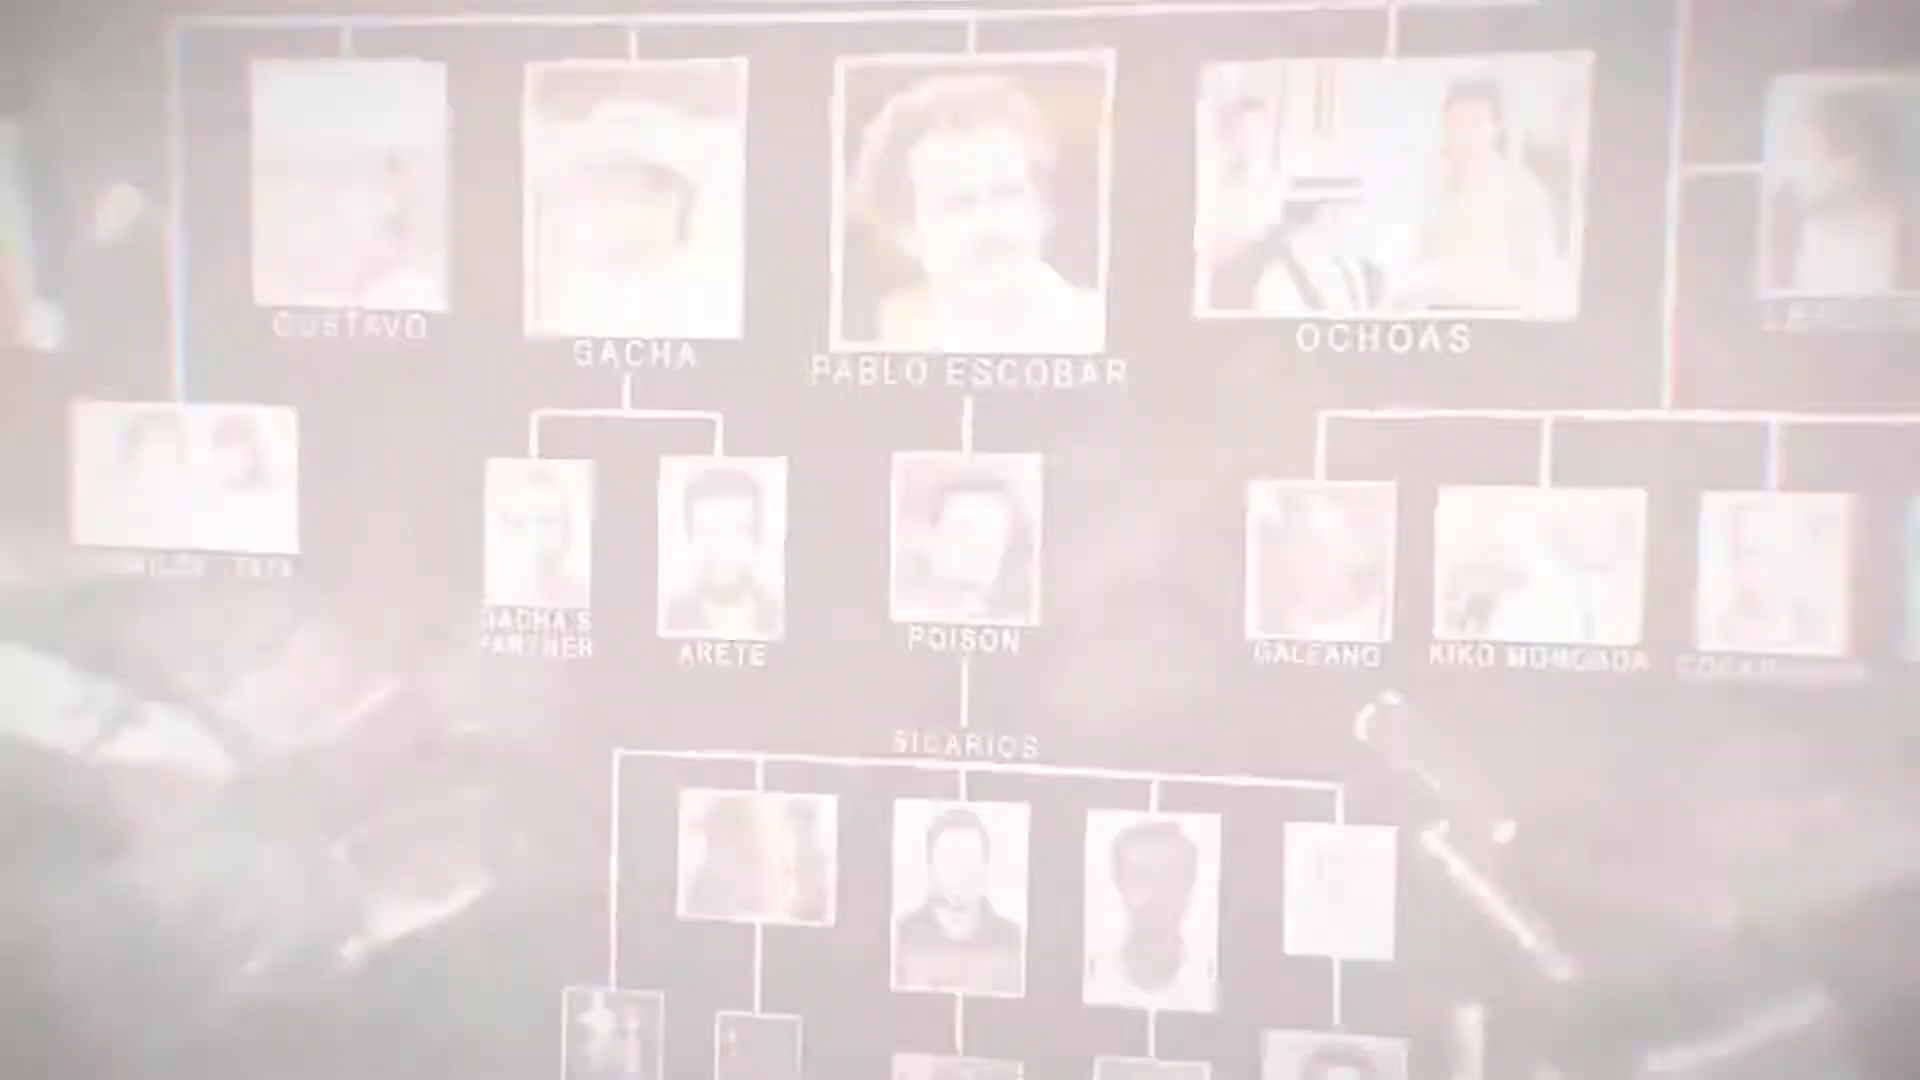 GUSTAVO
GACHA
PABLO ESCOBAR
OCHOAS
GACHA'S
PARTNER
ARETE
POISON
GALEANO
KIKO MONCADA
SICARIOS